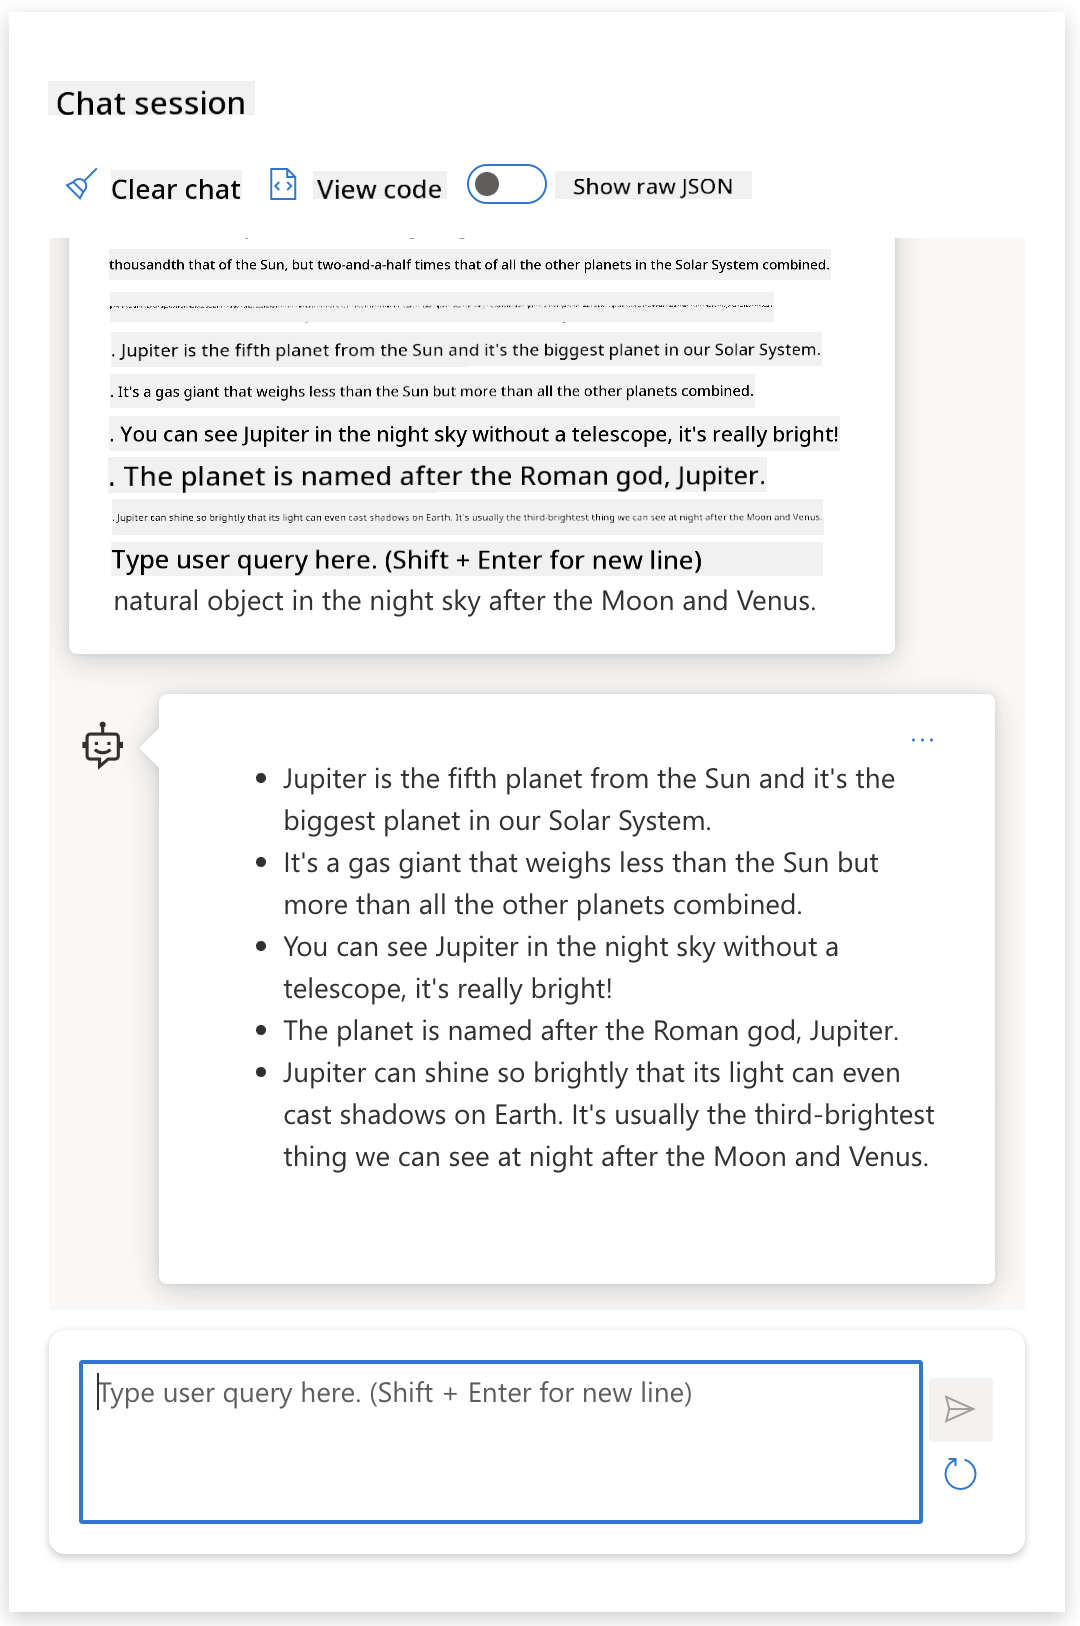 Chat session
Clear chat View code Show raw JSON
thousandth that of the Sun, but two-and-a-half times that of all the other planets in the Solar System combined.
. Jupiter is the fifth planet from the Sun and it's the biggest planet in our Solar System.
. It's a gas giant that weighs less than the Sun but more than all the other planets combined.
. You can see Jupiter in the night sky without a telescope, it's really bright!
. The planet is named after the Roman god, Jupiter.
. Jupiter can shine so brightly that its light can even cast shadows on Earth. It's usually the third-brightest thing we can see at night after the Moon and Venus.
Type user query here. (Shift + Enter for new line)
natural object in the night sky after the Moon and Venus.
...
• Jupiter is the fifth planet from the Sun and it's the
biggest planet in our Solar System.
• It's a gas giant that weighs less than the Sun but
more than all the other planets combined.
• You can see Jupiter in the night sky without a
telescope, it's really bright!
• The planet is named after the Roman god, Jupiter.
• Jupiter can shine so brightly that its light can even
cast shadows on Earth. It's usually the third-brightest
thing we can see at night after the Moon and Venus.
Type user query here. (Shift + Enter for new line)